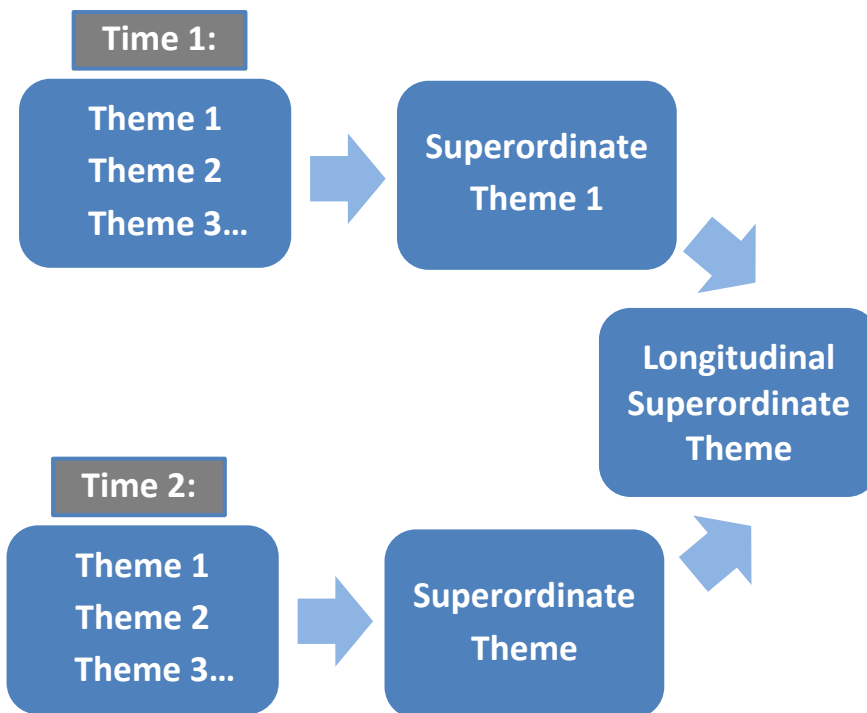 Time 1:
Theme 1
Theme 2
Theme 3…
Superordinate
Theme 1
Longitudinal
Superordinate
Theme
Time 2:
Theme 1
Theme 2
Theme 3…
Superordinate
Theme